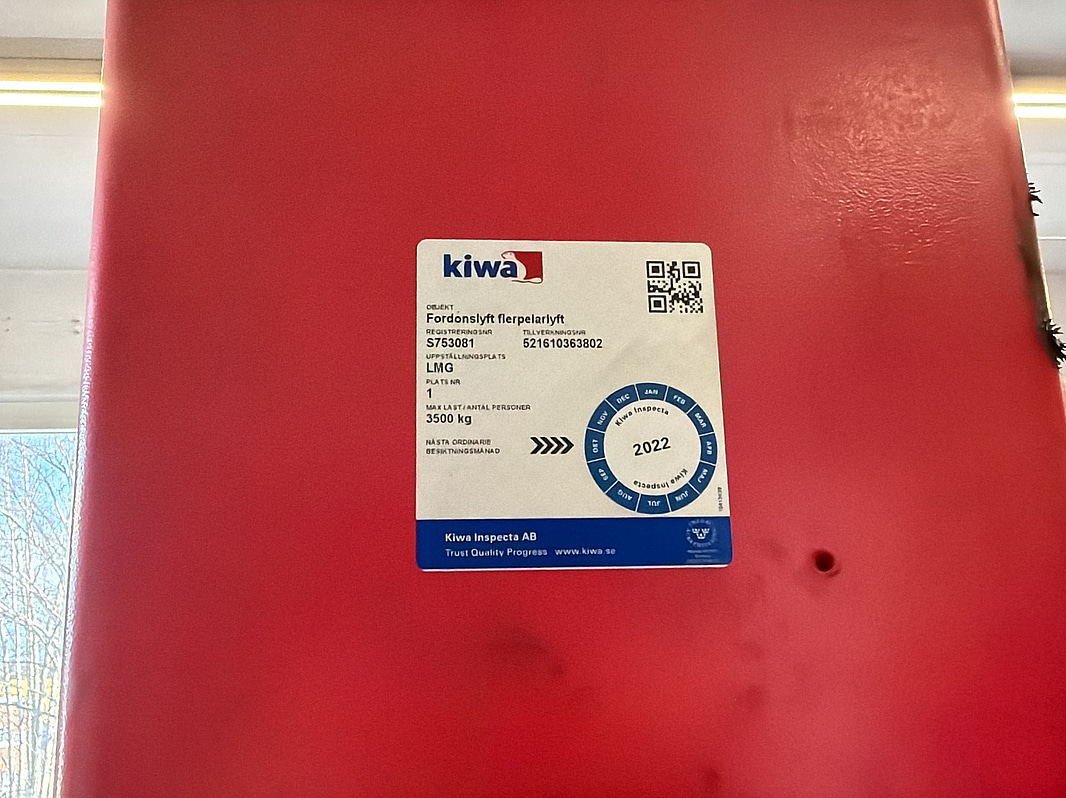 kiwa
OBJEKT
Fordonslyft flerpelarlyft
REGISTRERINGSNR TILLVERKNINGSNR
S753081 521610363802
UPPSTÄLLNINGSPLATS
LMG
PLATS NR
1
MAX LAST / ANTAL PERSONER
3500 kg
NÄSTA ORDINARIE
BESIKTNINGSMÅNAD
JAN FEB MAR APR MAJ JUN JUL AUG SEP OKT NOV DEC
Kiwa Inspecta
2022
Kiwa Inspecta
Kiwa Inspecta AB
Trust Quality Progress www.kiwa.se